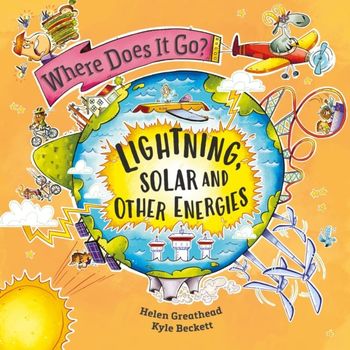 Where Does It Go?
LIGHTNING,
SOLAR AND
OTHER ENERGIES
Helen Greathead
Kyle Beckett